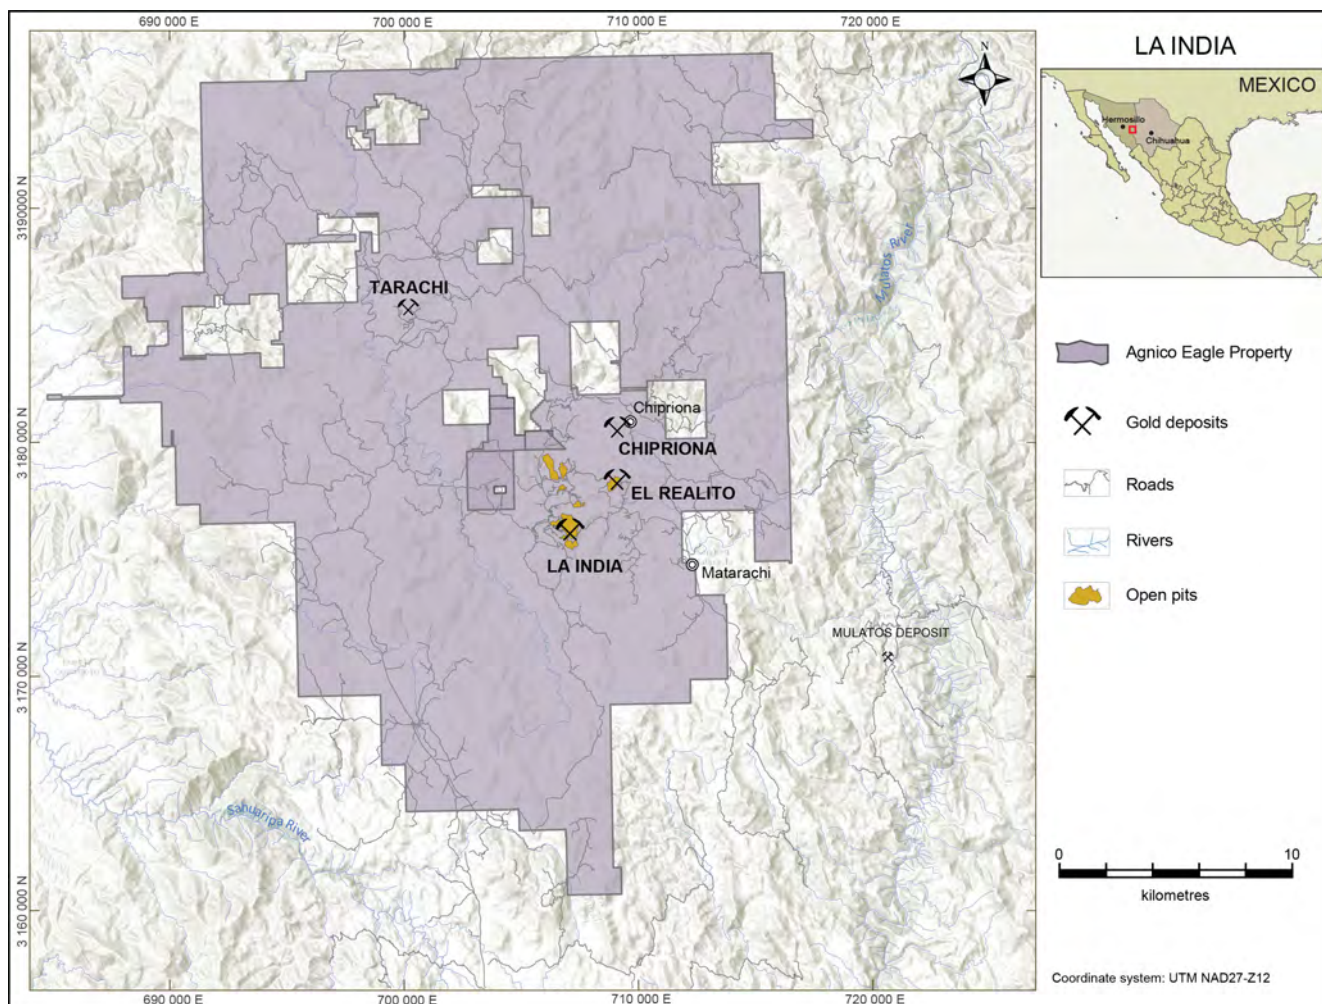 690 000 E
700 000 E
710 000 E
720 000 E
LA INDIA
MEXICO
Hermosillo
Chihuahua
N
3190000 N
3 180 000 N
3 170 000 N
3 160 000 N
Mulatos River
TARACHI
Chipriona
CHIPRIONA
EL REALITO
LA INDIA
Matarachi
MULATOS DEPOSIT
Sahuaripa River
Agnico Eagle Property
Gold deposits
Roads
Rivers
Open pits
0
10
kilometres
Coordinate system: UTM NAD27-Z12
690 000 E
700 000 E
710 000 E
720 000 E